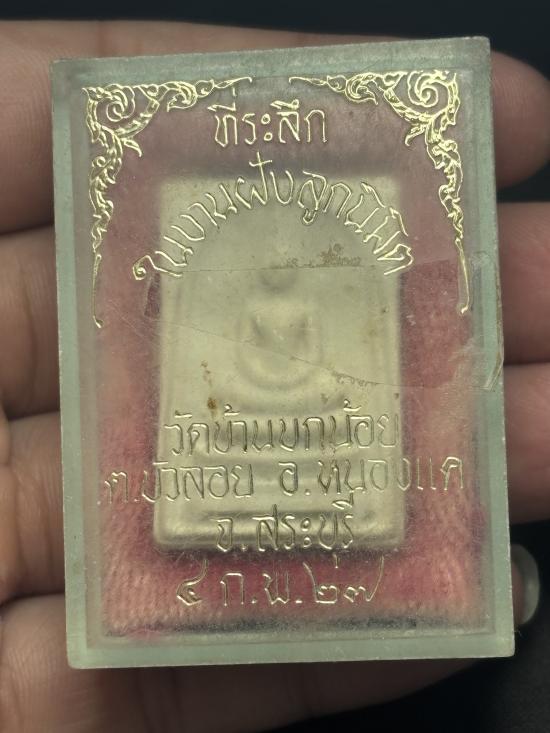 ที่ระลึก
ในงานฝังลูกนิมิต
วัดบ้านขกน้อย
ต.บัวลอย อ.หนองแค
จ.สระบุรี
๔ ก.พ.๒๗